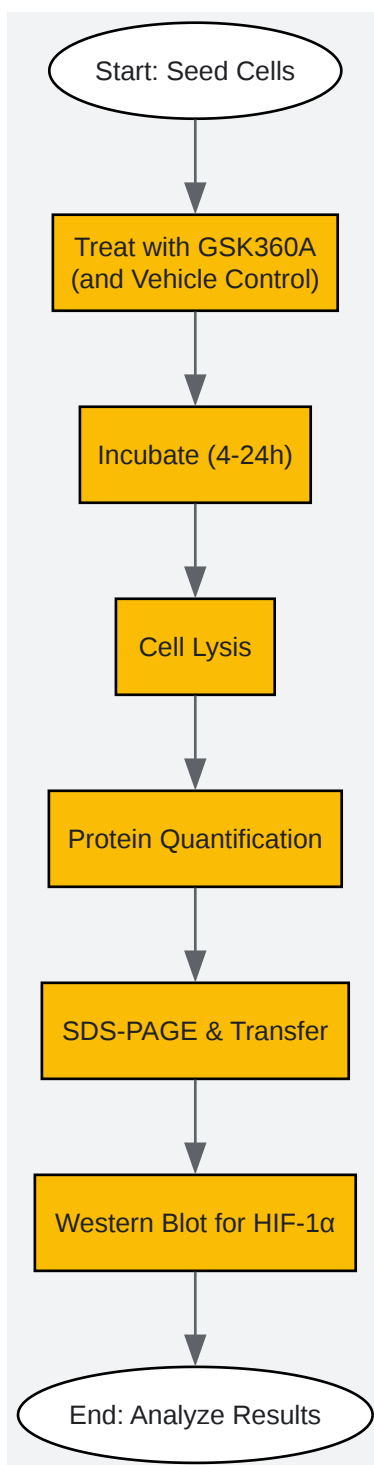 Start: Seed Cells
Treat with GSK360A
(and Vehicle Control)
Incubate (4-24h)
Cell Lysis
Protein Quantification
SDS-PAGE & Transfer
Western Blot for HIF-1α
End: Analyze Results